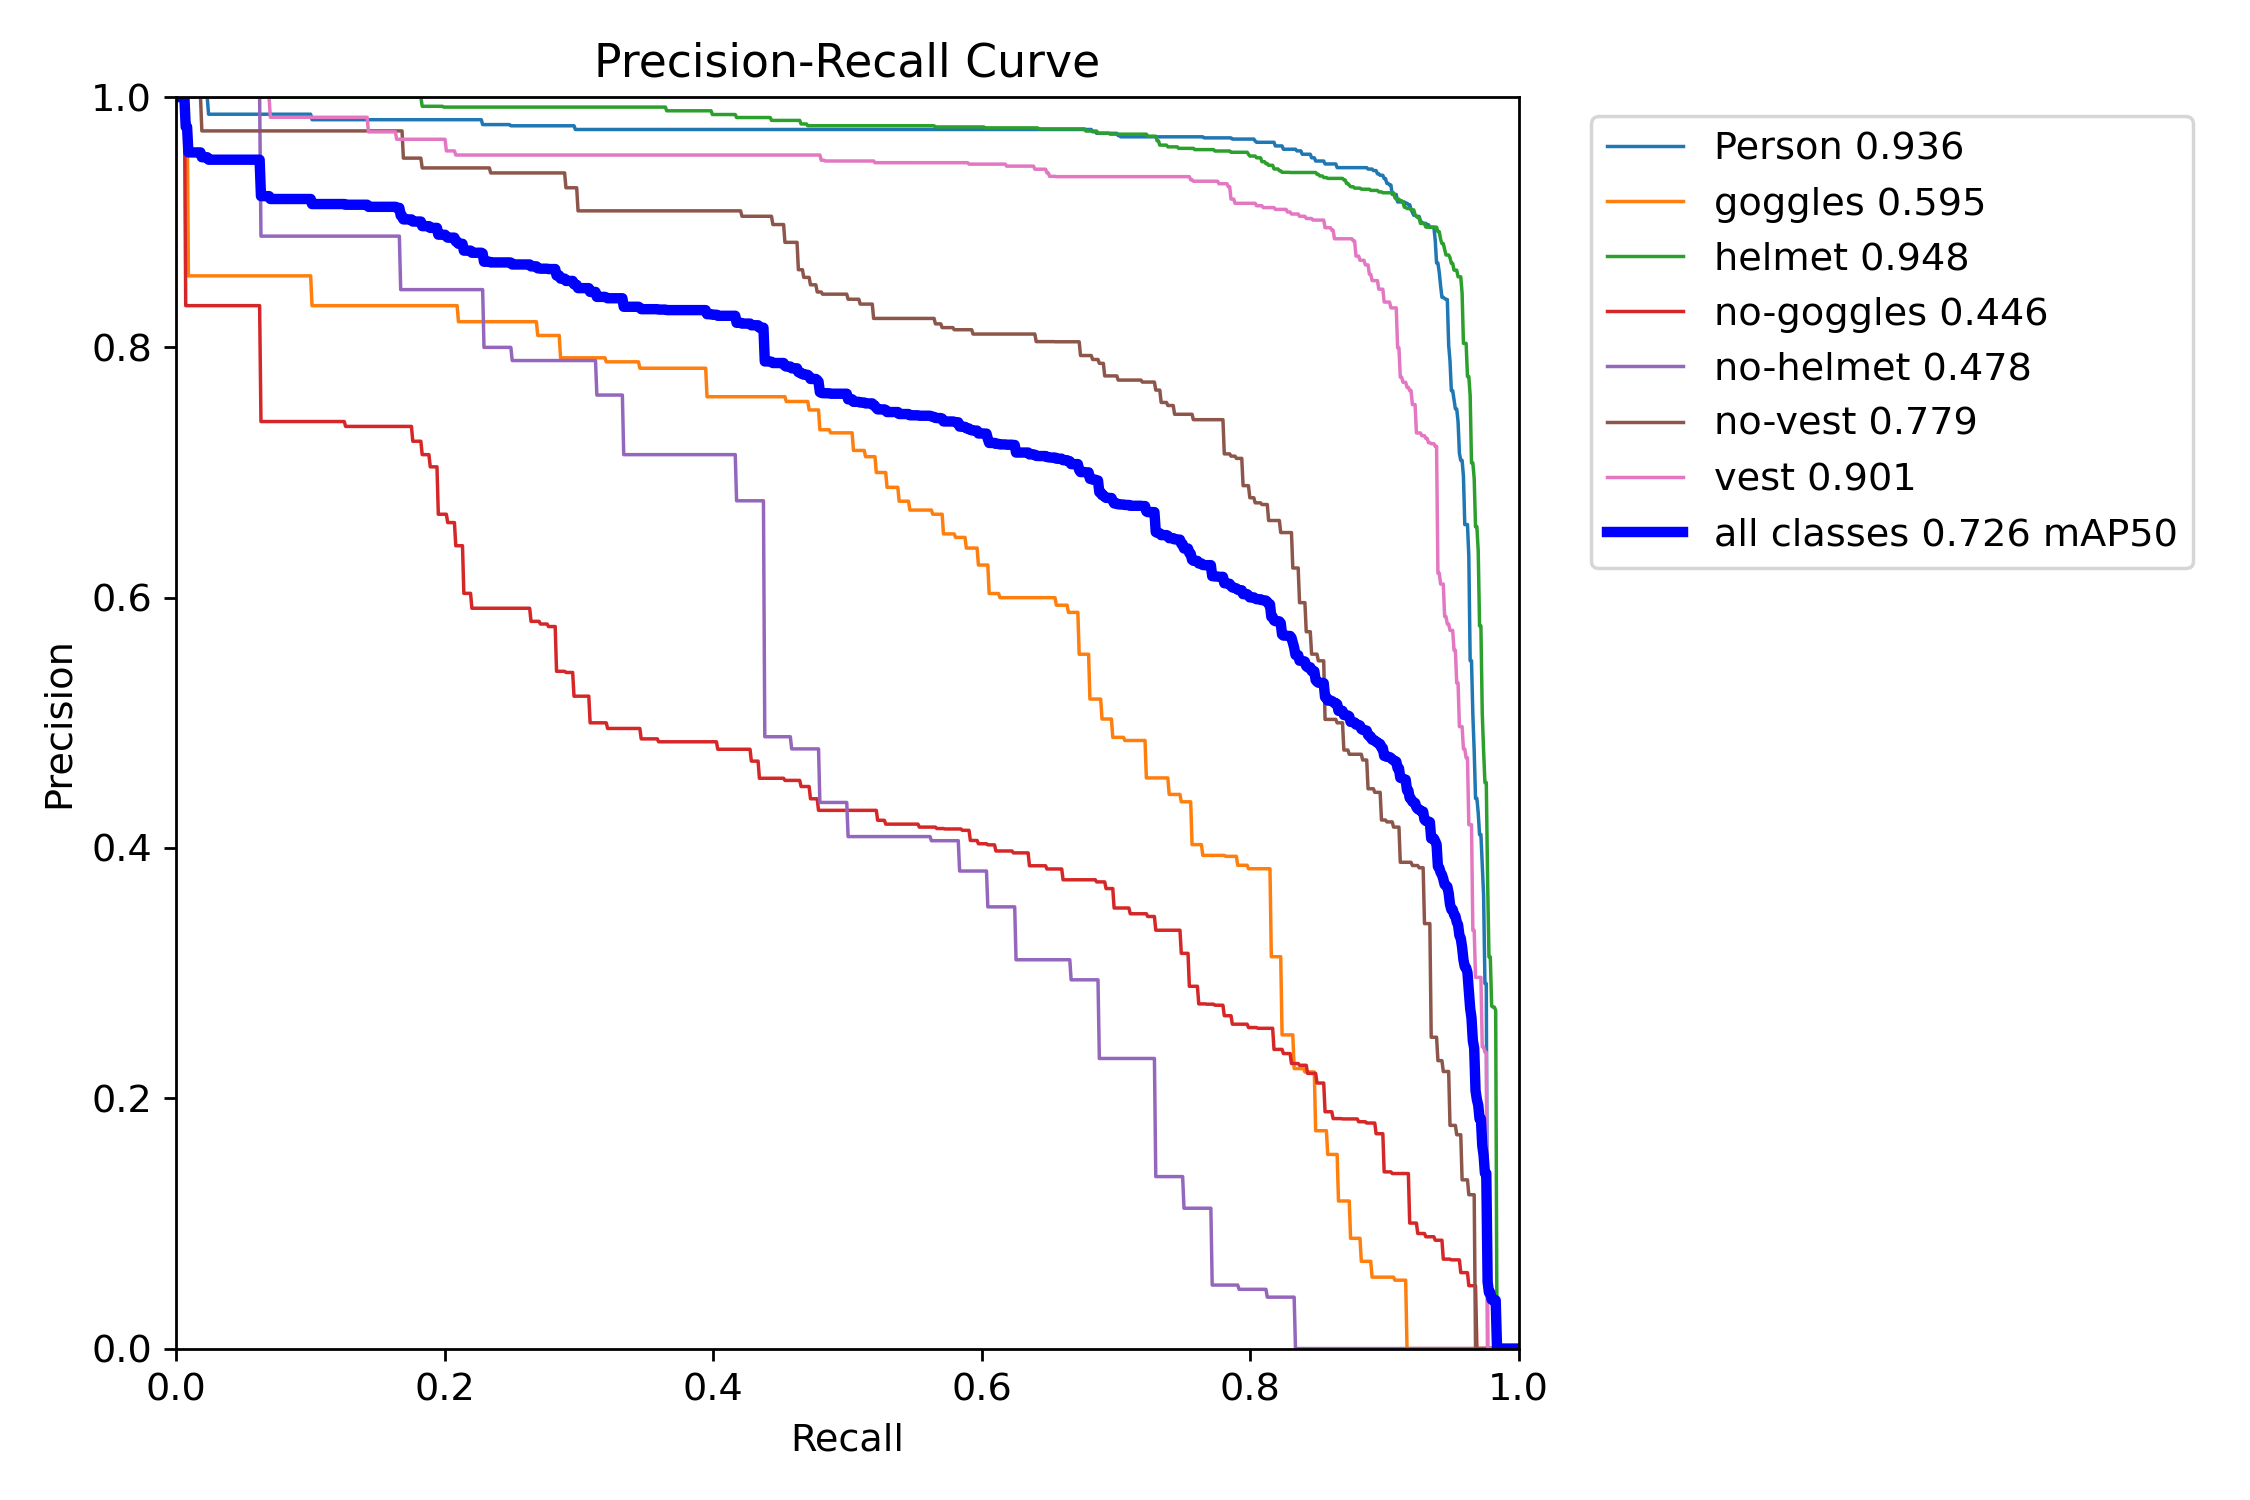 Precision-Recall Curve
1.0
0.8
0.6
0.4
0.2
0.0
Precision
0.0 0.2 0.4 0.6 0.8 1.0
Recall
Person 0.936
goggles 0.595
helmet 0.948
no-goggles 0.446
no-helmet 0.478
no-vest 0.779
vest 0.901
all classes 0.726 mAP50